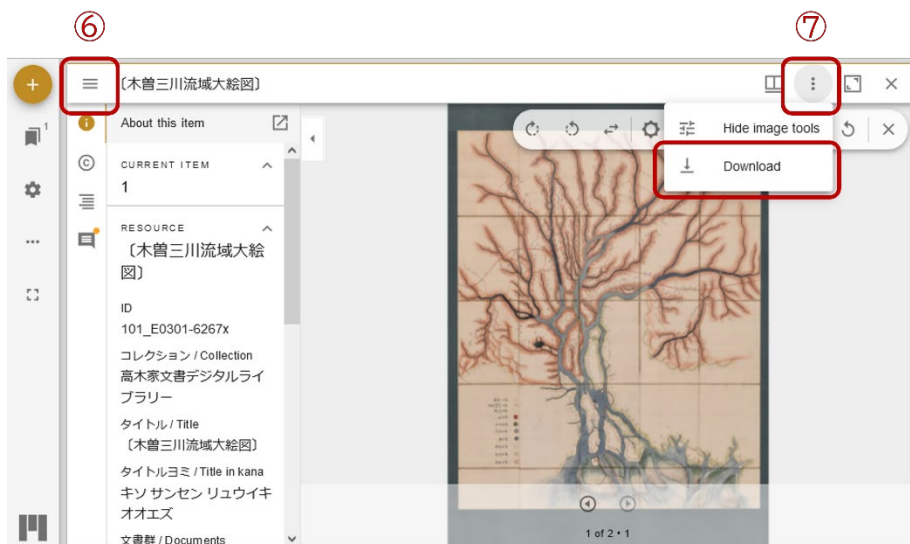 ⑥
⑦
〔木曽三川流域大絵図〕
1
About this item
CURRENT ITEM
1
RESOURCE
〔木曽三川流域大絵
図〕
ID
101_E0301-6267x
コレクション / Collection
高木家文書デジタルライ
ブラリー
タイトル / Title
〔木曽三川流域大絵図〕
タイトルヨミ / Title in kana
キソ サンセン リュウイキ
オオエズ
文書群 / Documents
Hide image tools
Download
1 of 2 • 1